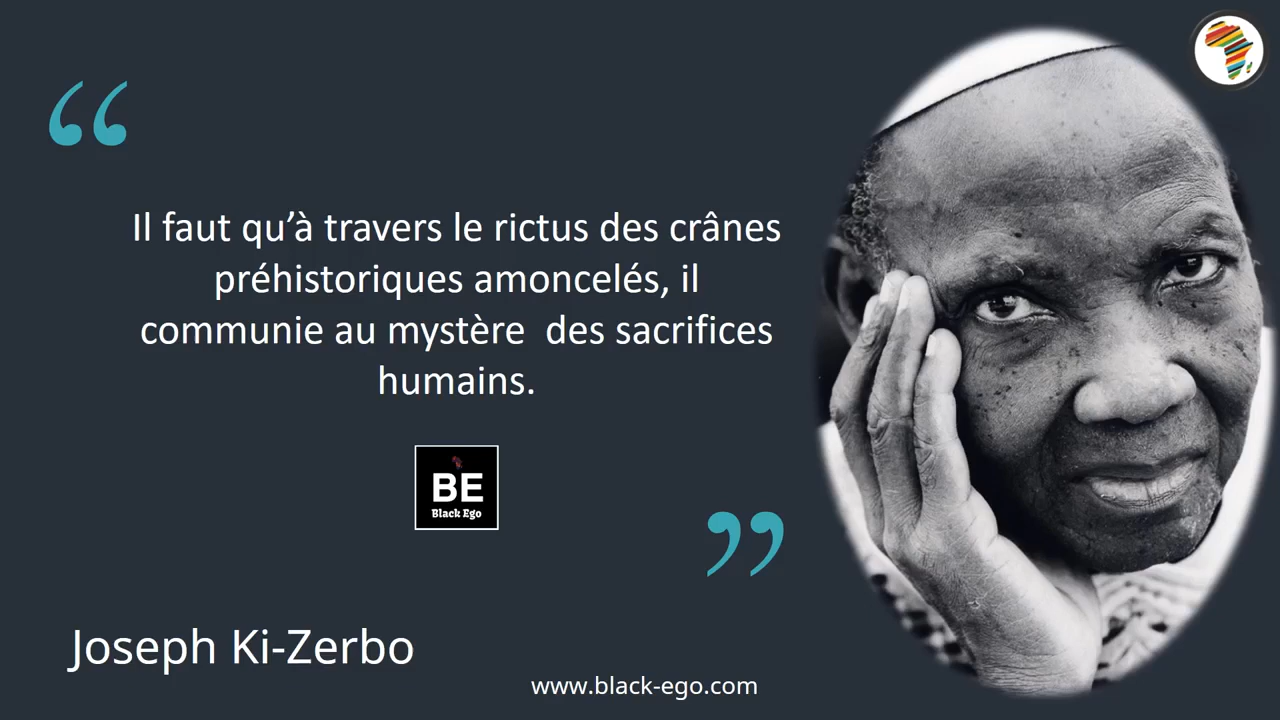 “
Il faut qu’à travers le rictus des crânes
préhistoriques amoncelés, il
communie au mystère  des sacrifices
humains.
BE
Black Ego
”
Joseph Ki-Zerbo
www.black-ego.com